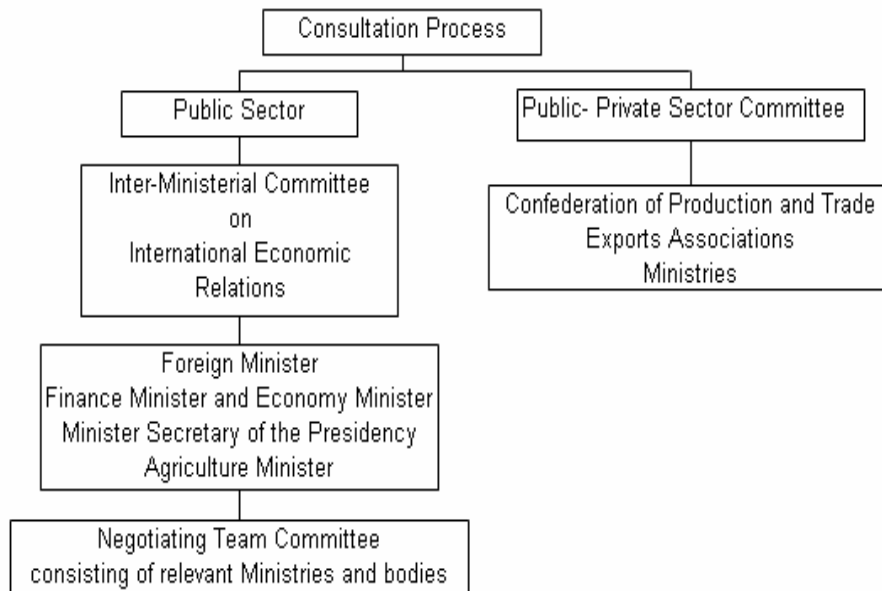 Consultation Process
Public Sector
Public- Private Sector Committee
Inter-Ministerial Committee
on
International Economic
Relations
Confederation of Production and Trade
Exports Associations
Ministries
Foreign Minister
Finance Minister and Economy Minister
Minister Secretary of the Presidency
Agriculture Minister
Negotiating Team Committee
consisting of relevant Ministries and bodies